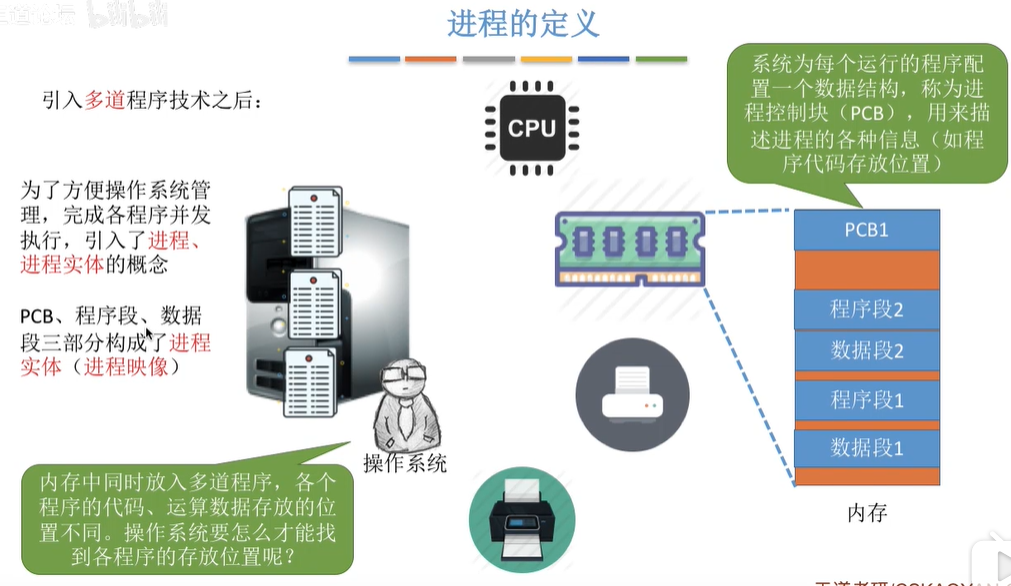 进程的定义
引入多道程序技术之后：
为了方便操作系统管
理，完成各程序并发
执行，引入了进程、
进程实体的概念
PCB、程序段、数据
段三部分构成了进程
实体（进程映像）
内存中同时放入多道程序，各个
程序的代码、运算数据存放的位
置不同。操作系统要怎么才能找
到各程序的存放位置呢？
操作系统
CPU
系统为每个运行的程序配
置一个数据结构，称为进
程控制块（PCB），用来描
述进程的各种信息（如程
序代码存放位置）
PCB1
程序段2
数据段2
程序段1
数据段1
内存